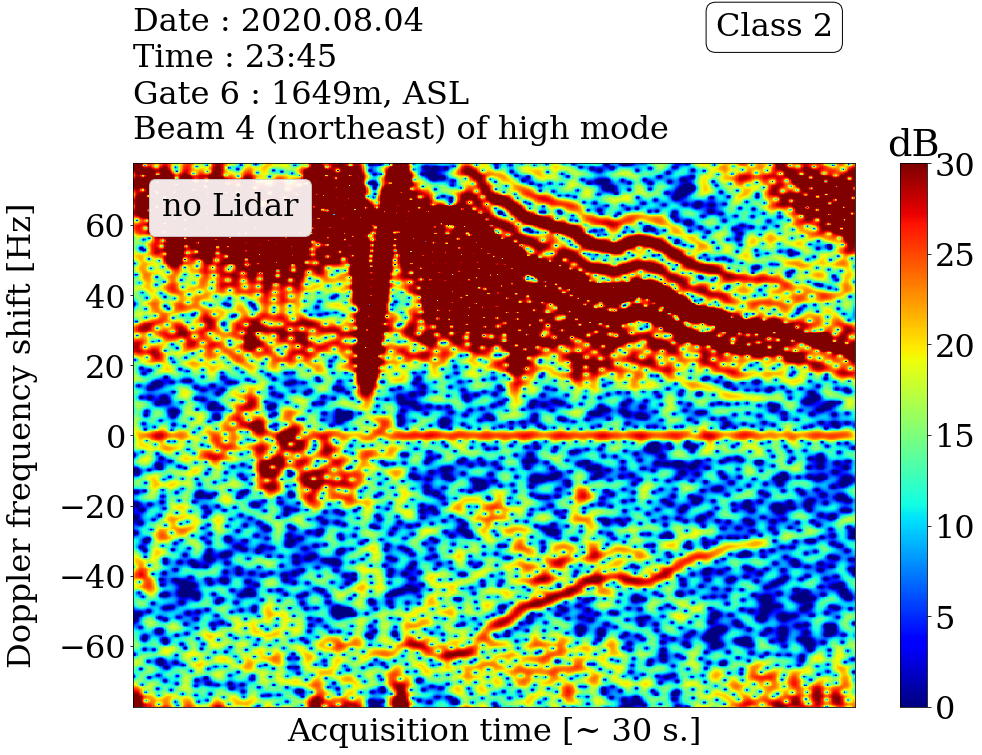 Date : 2020.08.04
Time : 23:45
Gate 6 : 1649m, ASL
Beam 4 (northeast) of high mode
Class 2
dB
no Lidar
Doppler frequency shift [Hz]
60
40
20
0
−20
−40
−60
Acquisition time [~ 30 s.]
30
25
20
15
10
5
0